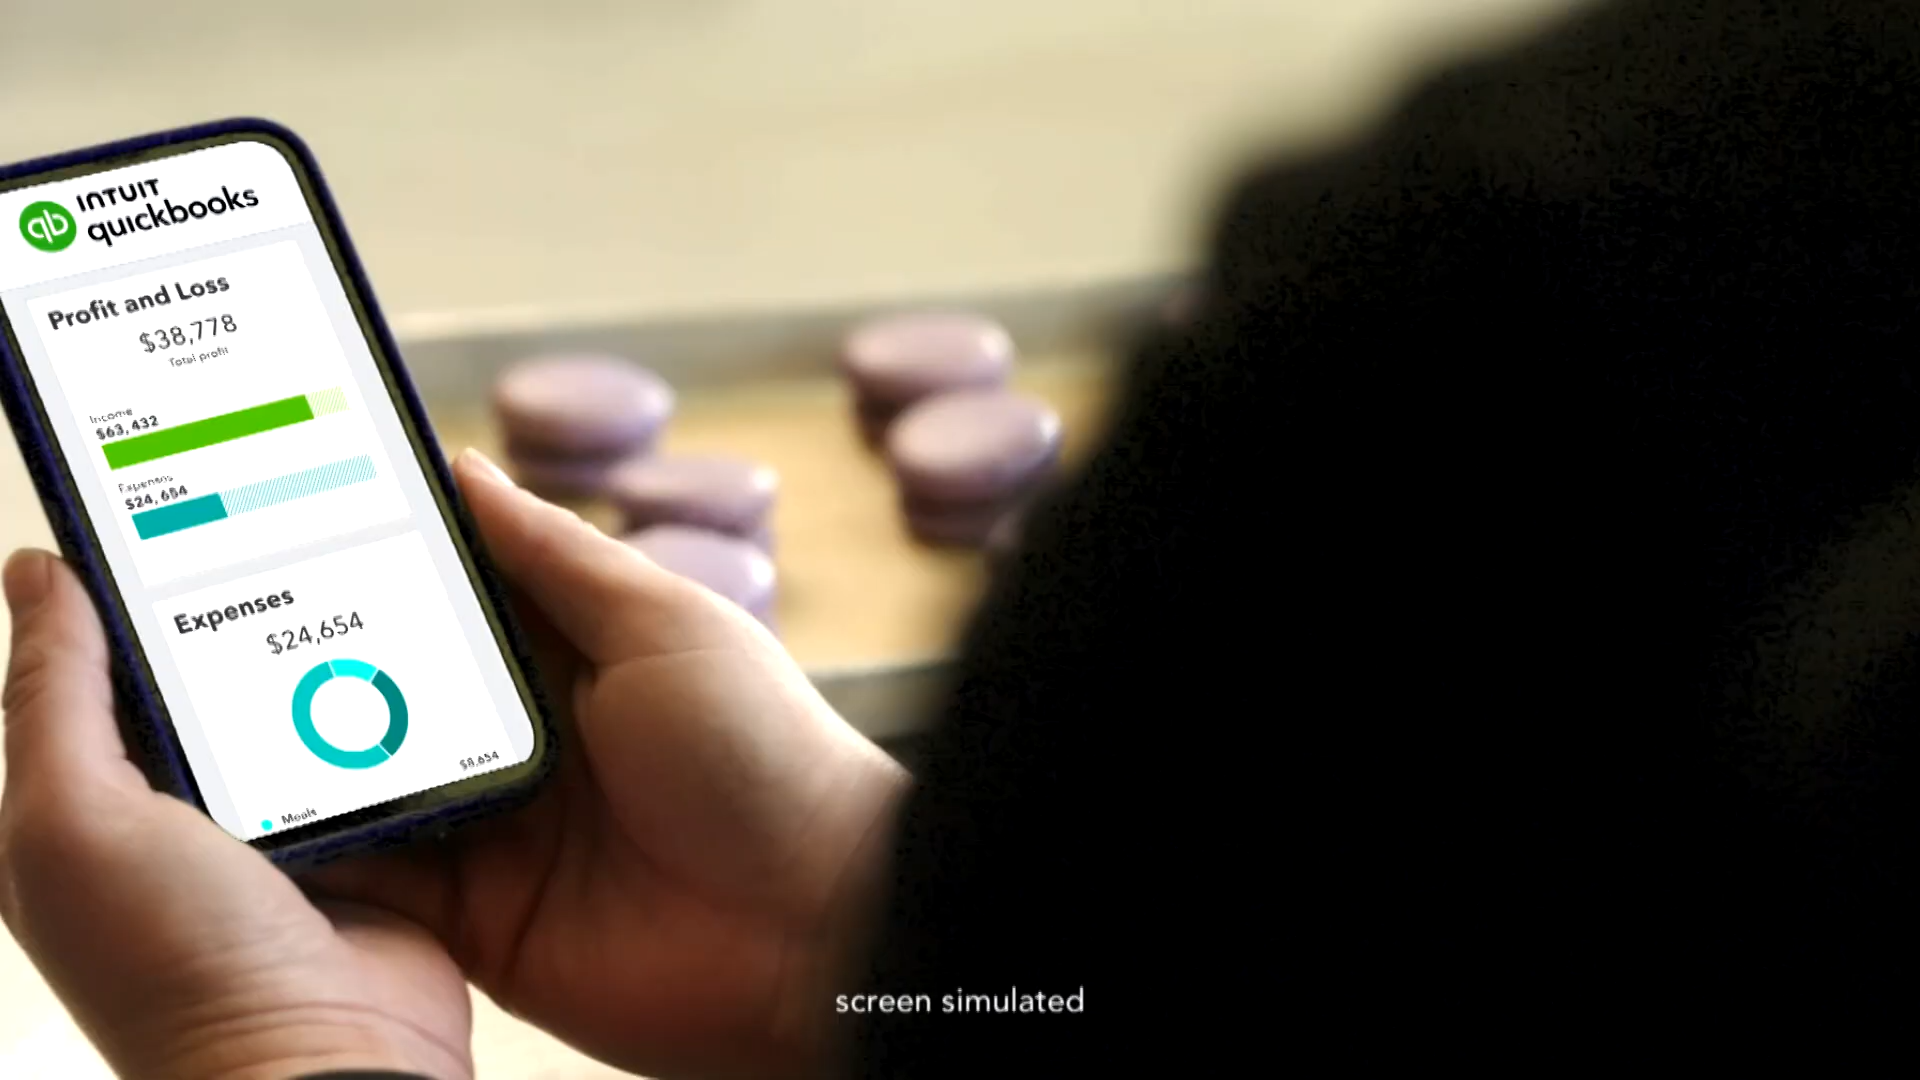 INTUIT
quickbooks
qb
Profit and Loss
$38,778
Total profit
Income
$63,432
Expenses
$24,654
Expenses
$24,654
$8,654
Meals
screen simulated